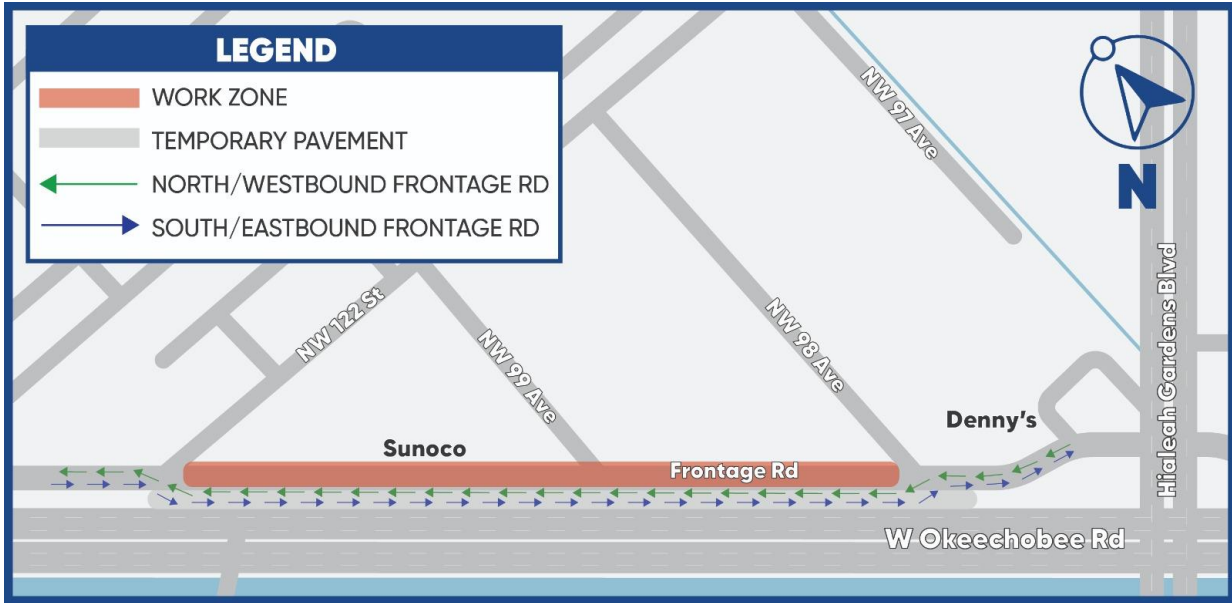 LEGEND
WORK ZONE
TEMPORARY PAVEMENT
NORTH/WESTBOUND FRONTAGE RD
SOUTH/EASTBOUND FRONTAGE RD
NW 97 Ave
N
NW 122 St
NW 99 Ave
NW 98 Ave
Hialeah Gardens Blvd
Denny's
Sunoco
Frontage Rd
W Okeechobee Rd